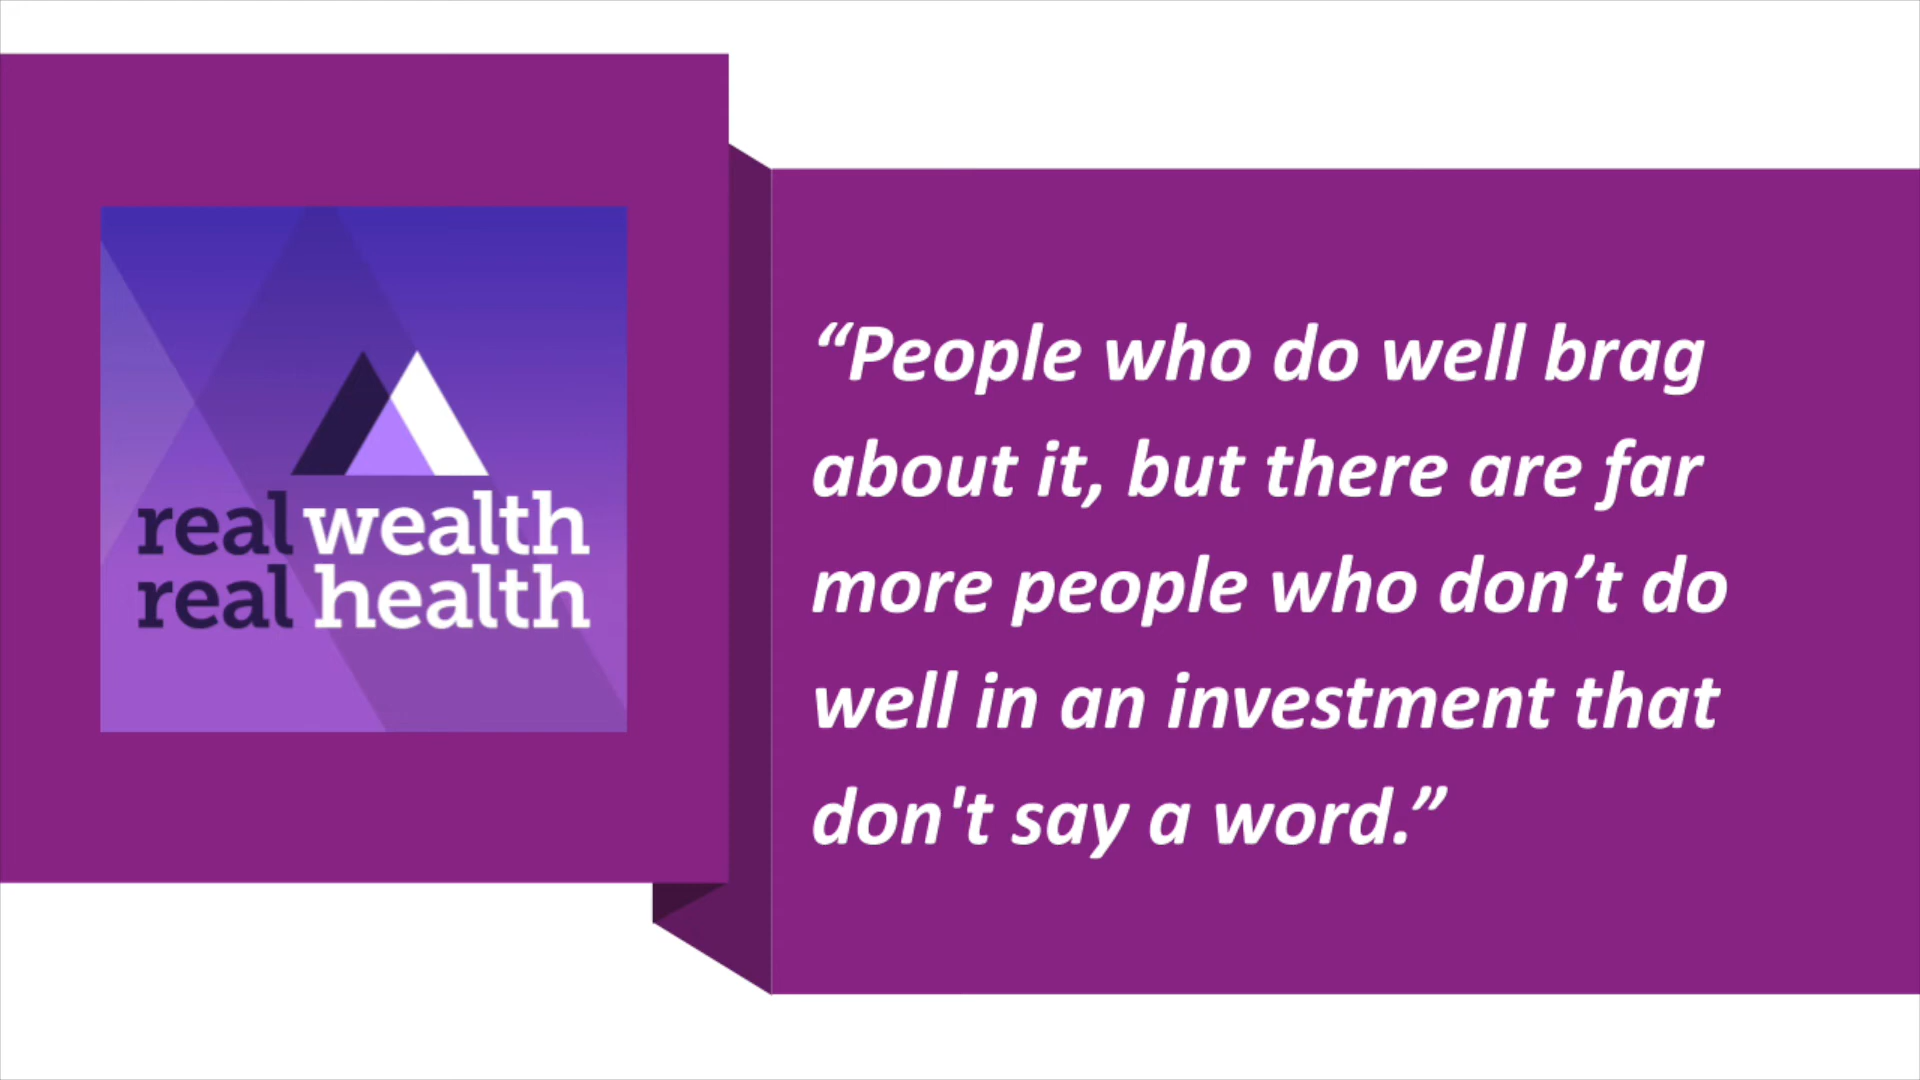 real wealth
real health
“People who do well brag
about it, but there are far
more people who don’t do
well in an investment that
don't say a word.”